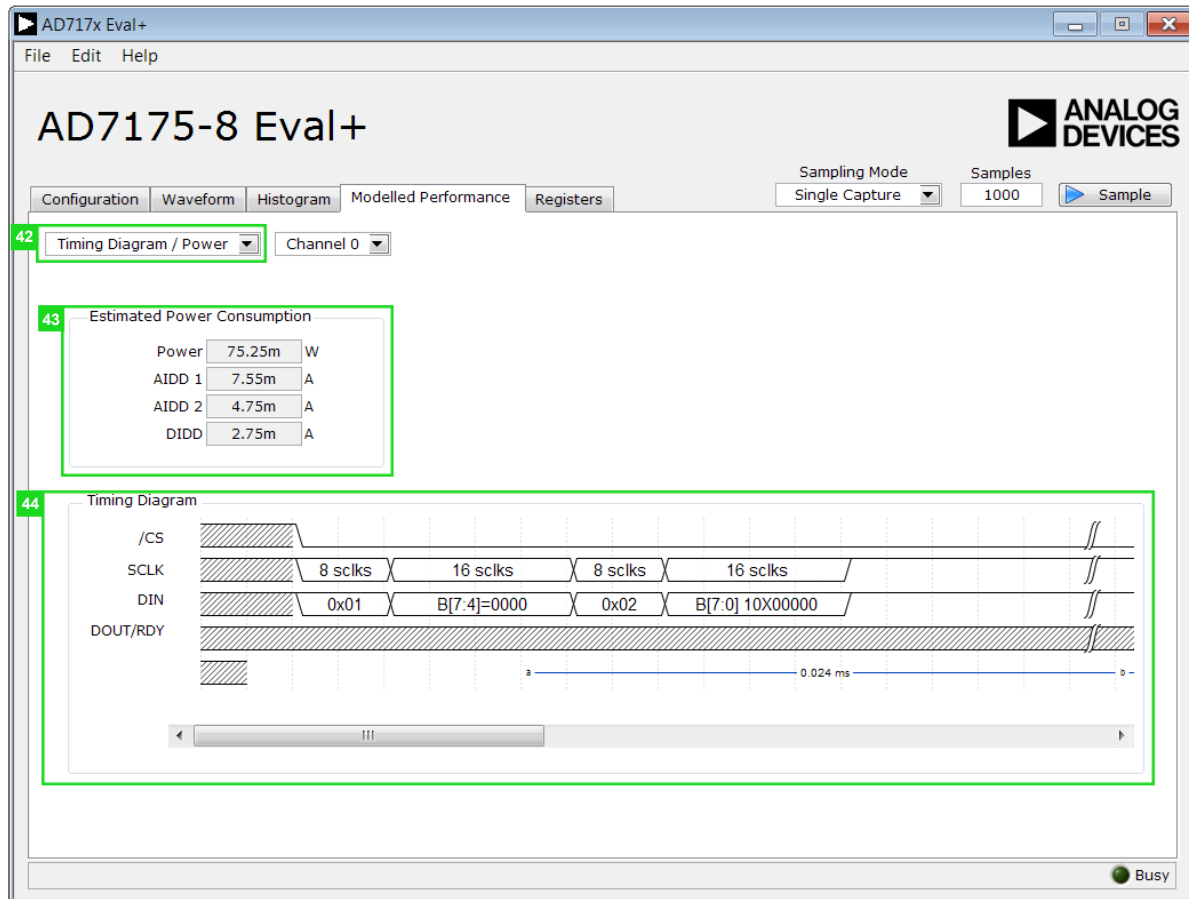 AD717x Eval+
File Edit Help
AD7175-8 Eval+
ANALOG
DEVICES
Sampling Mode Samples
Configuration Waveform Histogram Modelled Performance Registers Single Capture 1000 Sample
42 Timing Diagram / Power Channel 0
43 Estimated Power Consumption
Power 75.25m W
AIDD 1 7.55m A
AIDD 2 4.75m A
DIDD 2.75m A
44 Timing Diagram
/CS
SCLK 8 sclks 16 sclks 8 sclks 16 sclks
DIN 0x01 B[7:4]=0000 0x02 B[7:0] 10X00000
DOUT/RDY
a 0.024 ms b
Busy